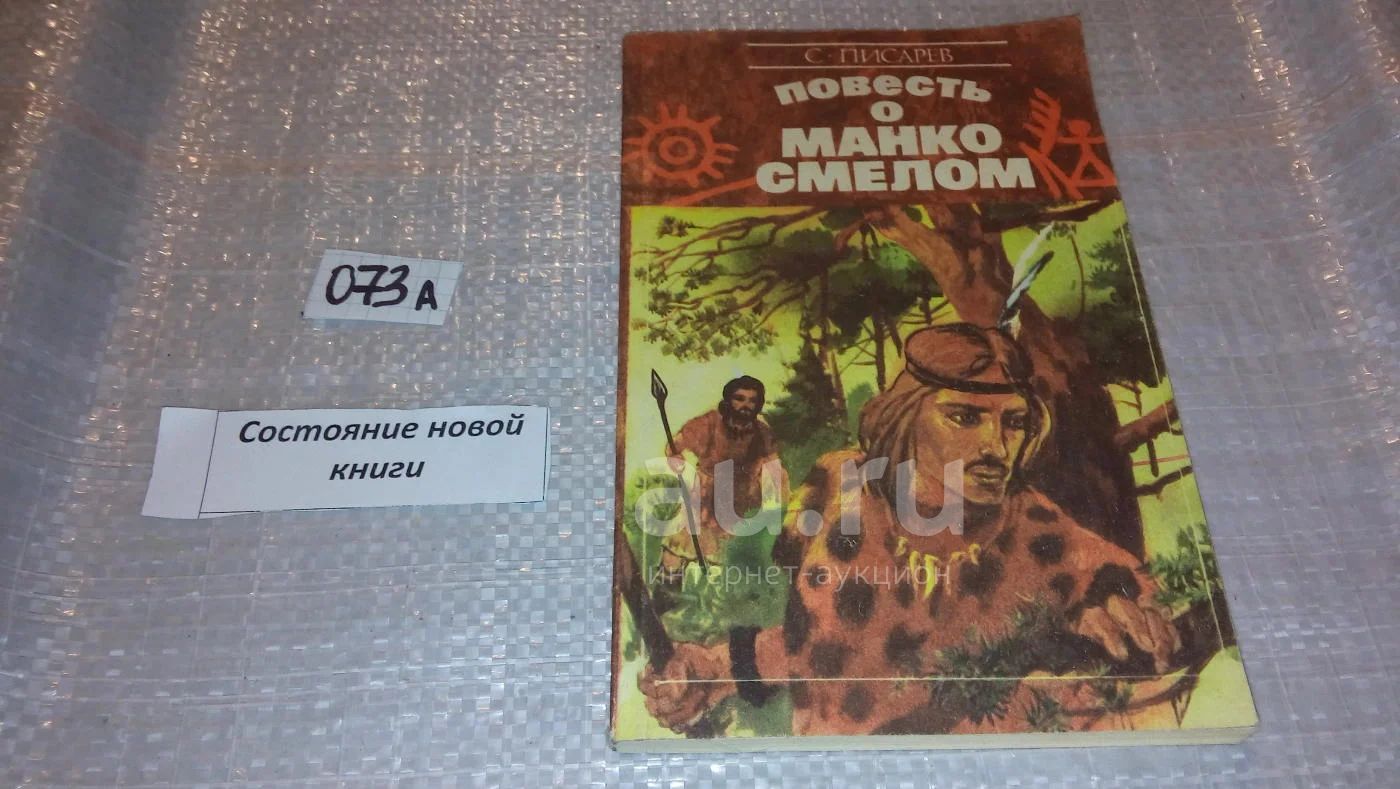 С. ПИСАРЕВ
ПОВЕСТЬ
О
МАНКО
СМЕЛОМ
073 А
Состояние новой
книги
au.ru
интернет-аукцион